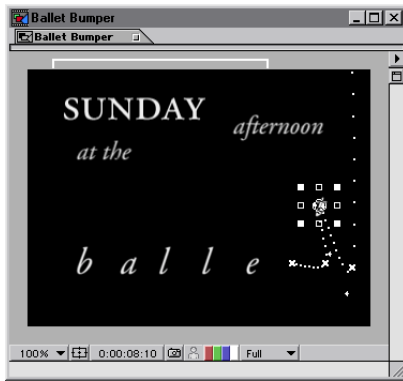 Ballet Bumper
Ballet Bumper
SUNDAY
afternoon
at the
b a l l e
100% 0:00:08:10 Full